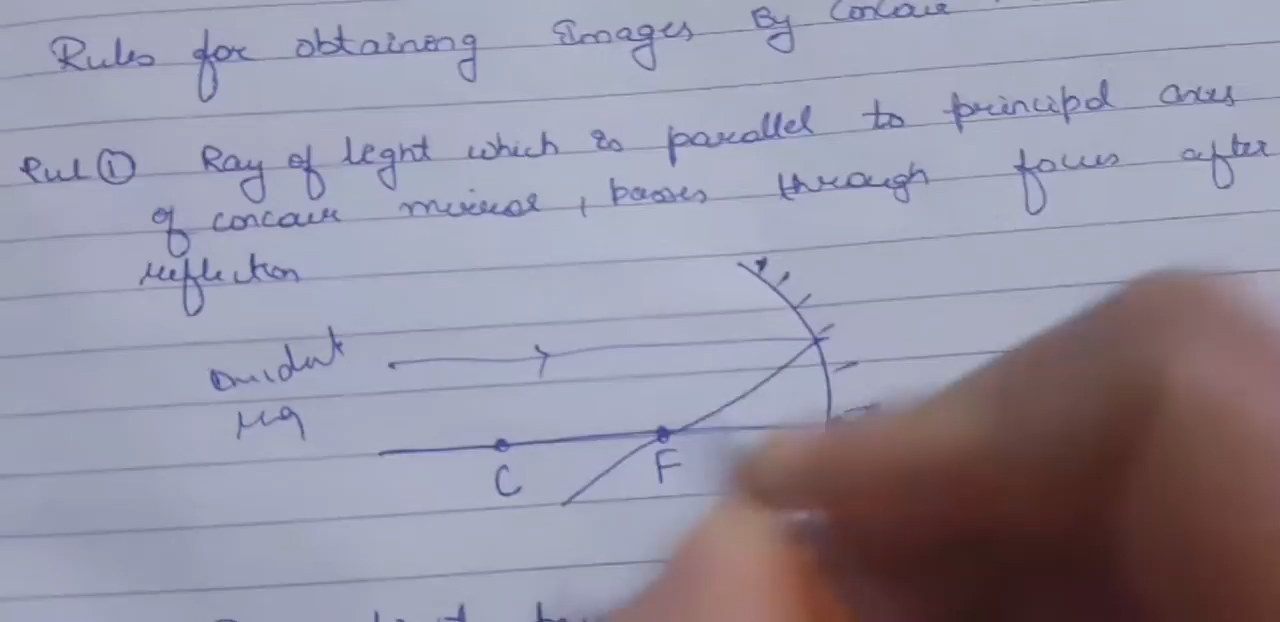 Rules for obtaining Images By Concave
Rul ① Ray of light which is parallel to principal axis
of concave mirror, passes through focus after
reflection
Incident
ray
C
F